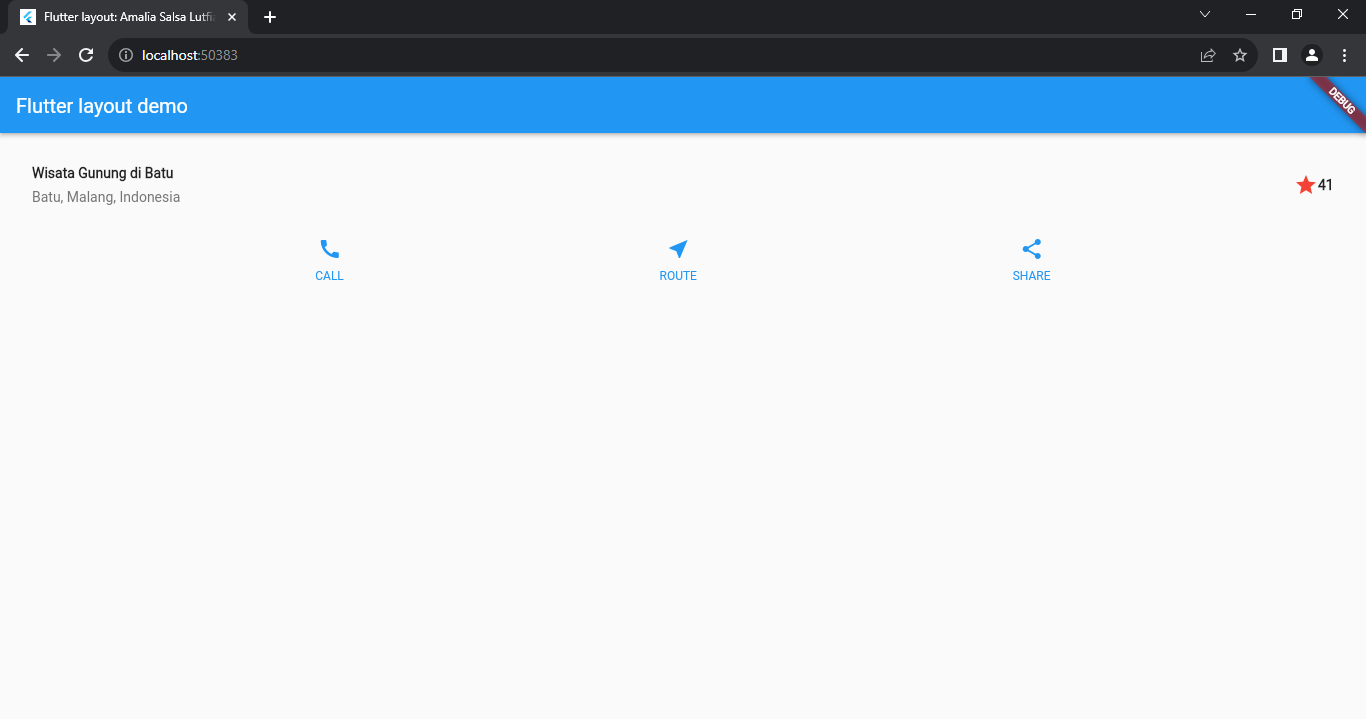 Flutter layout: Amalia Salsa
localhost:50383
Flutter layout demo
DEBUG
Wisata Gunung di Batu
Batu, Malang, Indonesia
41
CALL
ROUTE
SHARE